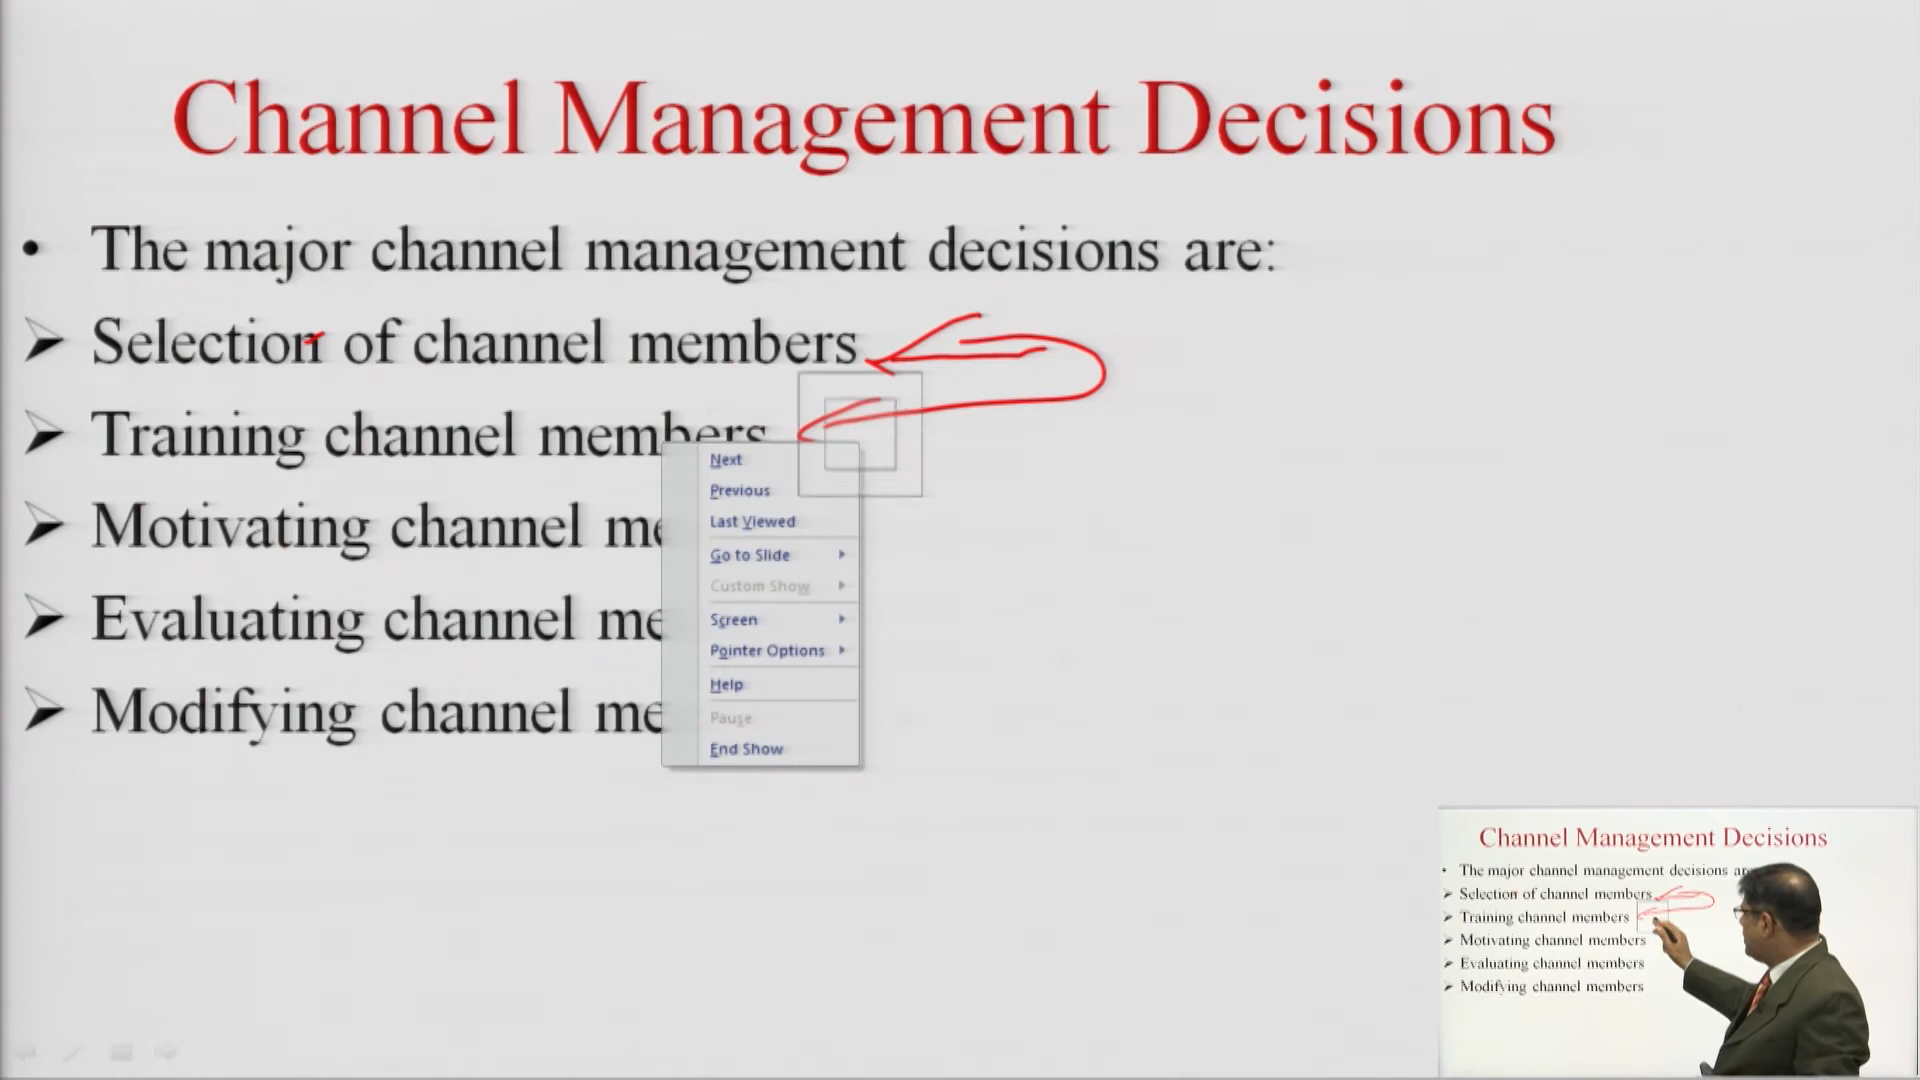 Channel Management Decisions
• The major channel management decisions are:
➢ Selection of channel members
➢ Training channel members
➢ Motivating channel me
➢ Evaluating channel me
➢ Modifying channel me
Next
Previous
Last Viewed
Go to Slide
Custom Show
Screen
Pointer Options
Help
Pause
End Show
Channel Management Decisions
• The major channel management decisions ar
➢ Selection of channel members
➢ Training channel members
➢ Motivating channel members
➢ Evaluating channel members
➢ Modifying channel members